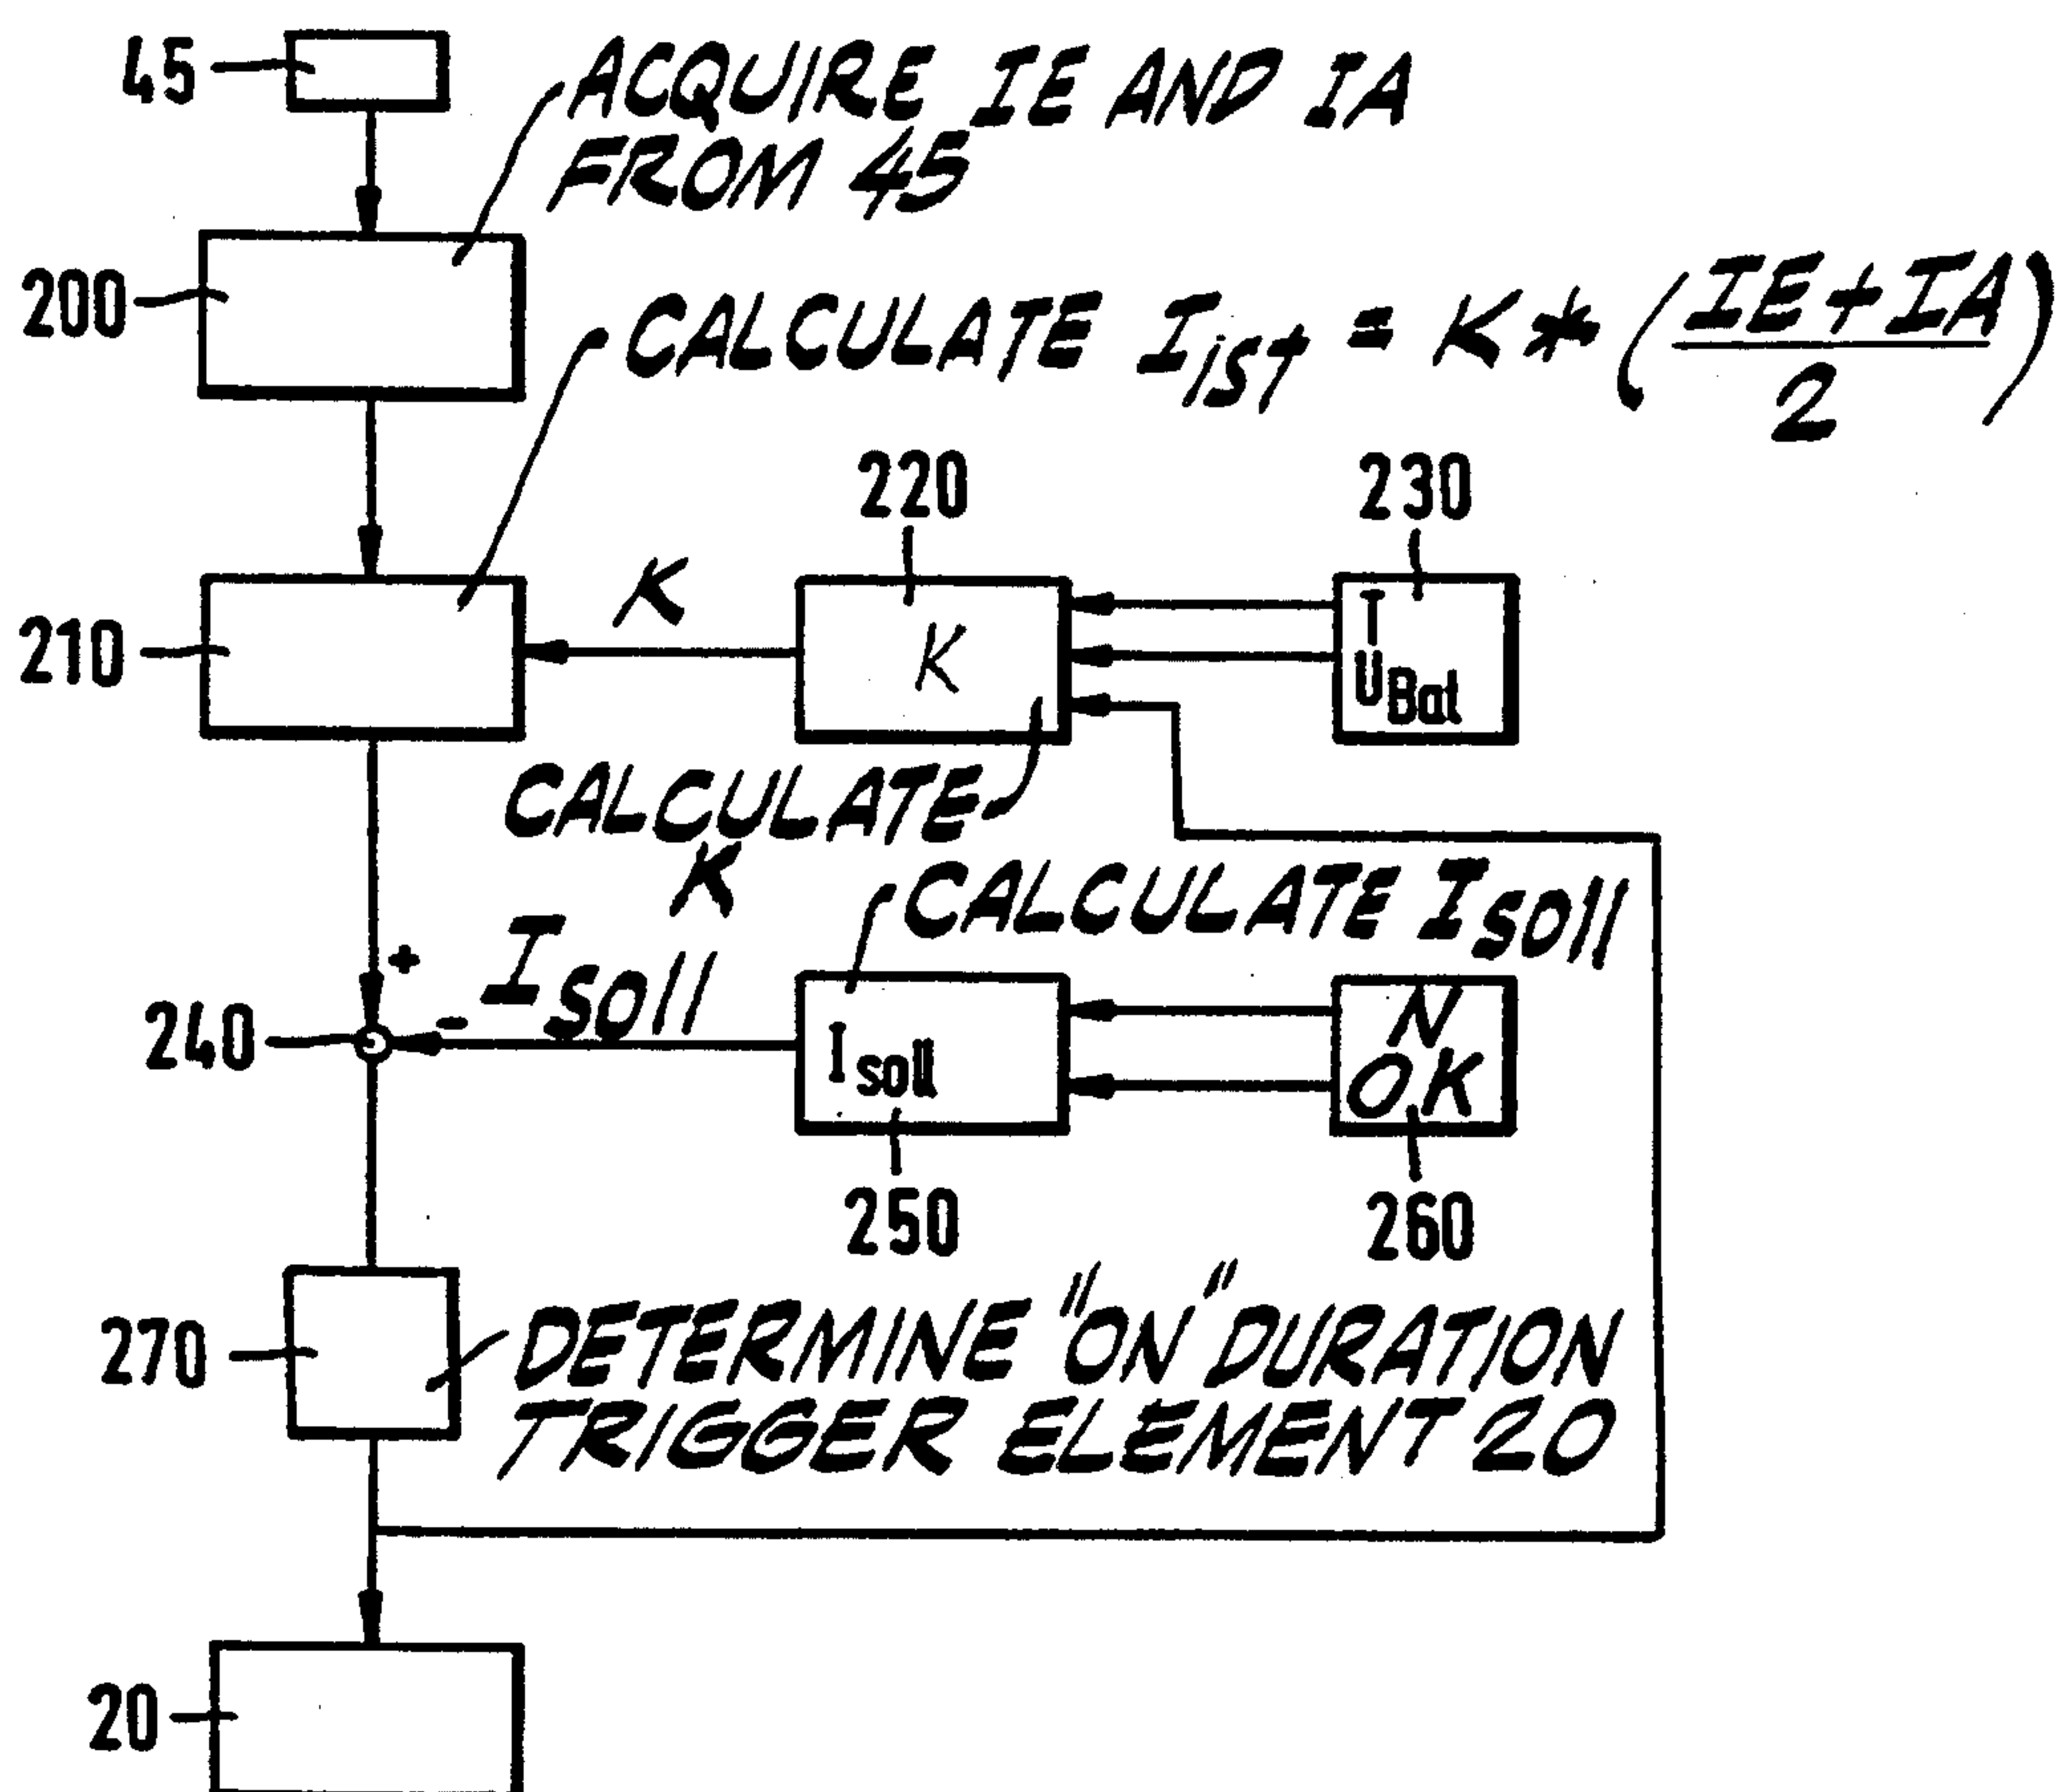 45
ACQUIRE IE AND IA
FROM 45
200
CALCULATE Iist = K * (IE+IA / 2)
220
230
K
210
K
T
UBat
CALCULATE
K
CALCULATE Isoll
+
Isoll
-
240
Isoll
N
QK
250
260
270
DETERMINE "ON" DURATION
TRIGGER ELEMENT 20
20